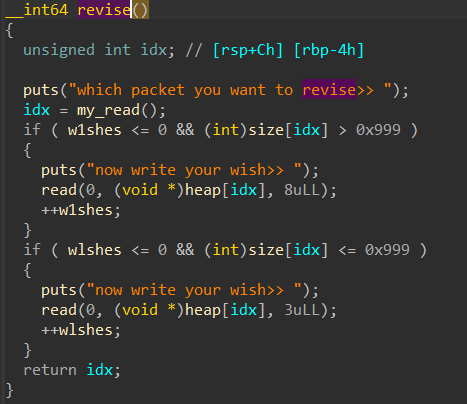 __int64 revise()
{
  unsigned int idx; // [rsp+Ch] [rbp-4h]

  puts("which packet you want to revise>> ");
  idx = my_read();
  if ( w1shes <= 0 && (int)size[idx] > 0x999 )
  {
    puts("now write your wish>> ");
    read(0, (void *)heap[idx], 8uLL);
    ++w1shes;
  }
  if ( wlshes <= 0 && (int)size[idx] <= 0x999 )
  {
    puts("now write your wish>> ");
    read(0, (void *)heap[idx], 3uLL);
    ++wlshes;
  }
  return idx;
}